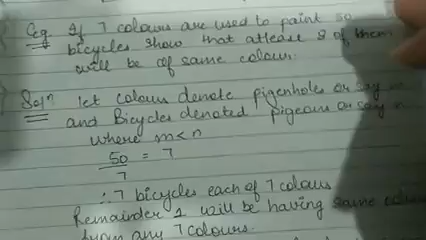 Eg If 7 colours are used to paint 50
bicycles show that atleast 8 of them
will be of same colour.
Soln let colours denote pigenholes or say m
and Bicycles denoted pigeons or say n
where m<n
50/7 = 7
∴ 7 bicycles each of 7 colours
Remainder 1 will be having same colour
from any 7 colours.